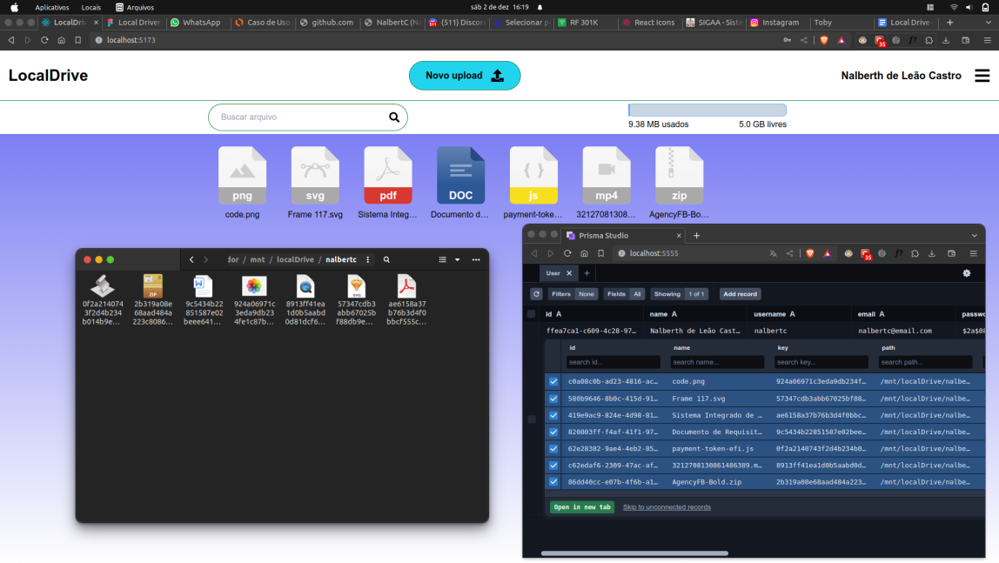 Aplicativos Locais Arquivos sáb 2 de dez 16:19
LocalDriv × Local Driver WhatsApp Caso de Uso github.com NalbertC (Na (511) Discor Selecionar pe RF 301K React Icons SIGAA - Siste Instagram Toby Local Drive - +
localhost:5173 35
LocalDrive Novo upload Nalberth de Leão Castro
Buscar arquivo
9.38 MB usados 5.0 GB livres
png svg pdf DOC js mp4 zip
code.png Frame 117.svg Sistema Integ... Documento d... payment-toke... 32127081308... AgencyFB-Bo...
dor / mnt / localDrive / nalbertc
ZIP W
0f2a214074 2b319a08e 9c5434b22 924a06971c 8913ff41ea 57347cdb3 ae6158a37
3f2d4b234 68aad484a 851587e02 3eda9db23 1d0b5aabd abb67025b b76b3d4f0
b014b9e... 223c8086... beee641... 4fe1c87b... 0d81dcf6... f88db9e... bbcf555c...
Prisma Studio × +
localhost:5555 35
User × +
Filters None Fields All Showing 1 of 1 Add record
id A name A username A email A passwo
ffea7ca1-c609-4c28-97… Nalberth de Leão Cast… nalbertc nalbertc@email.com $2a$08
id name key path
search id... search name... search key... search path...
c0a08c0b-ad23-4816-ac… code.png 924a06971c3eda9db234f… /mnt/localDrive/nalbe…
580b9646-8b0c-415d-91… Frame 117.svg 57347cdb3abb67025bf88… /mnt/localDrive/nalbe…
419e9ac9-824e-4d98-81… Sistema Integrado de … ae6158a37b76b3d4f0bbc… /mnt/localDrive/nalbe…
820803ff-f4af-41f1-97… Documento de Requisit… 9c5434b22851587e02bee… /mnt/localDrive/nalbe…
62e28382-9ae4-4eb2-85… payment-token-efi.js 0f2a2140743f2d4b234b0… /mnt/localDrive/nalbe…
c62edaf6-2309-47ac-af… 3212708130861486389.m… 8913ff41ea1d0b5aabd0d… /mnt/localDrive/nalbe…
86dd40cc-e07b-4f6b-a1… AgencyFB-Bold.zip 2b319a08e68aad484a223… /mnt/localDrive/nalbe…
Open in new tab Skip to unconnected records